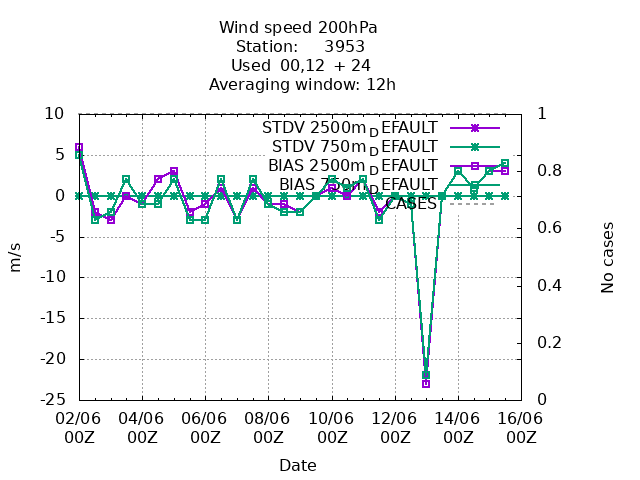 Wind speed 200hPa
Station: 3953
Used 00,12 + 24
Averaging window: 12h
10
5
0
-5
-10
-15
-20
-25
m/s
1
0.8
0.6
0.4
0.2
0
No cases
STDV 2500m_DEFAULT
STDV 750m_DEFAULT
BIAS 2500m_DEFAULT
BIAS 750m_DEFAULT
CASES
02/06 04/06 06/06 08/06 10/06 12/06 14/06 16/06
00Z 00Z 00Z 00Z 00Z 00Z 00Z 00Z
Date